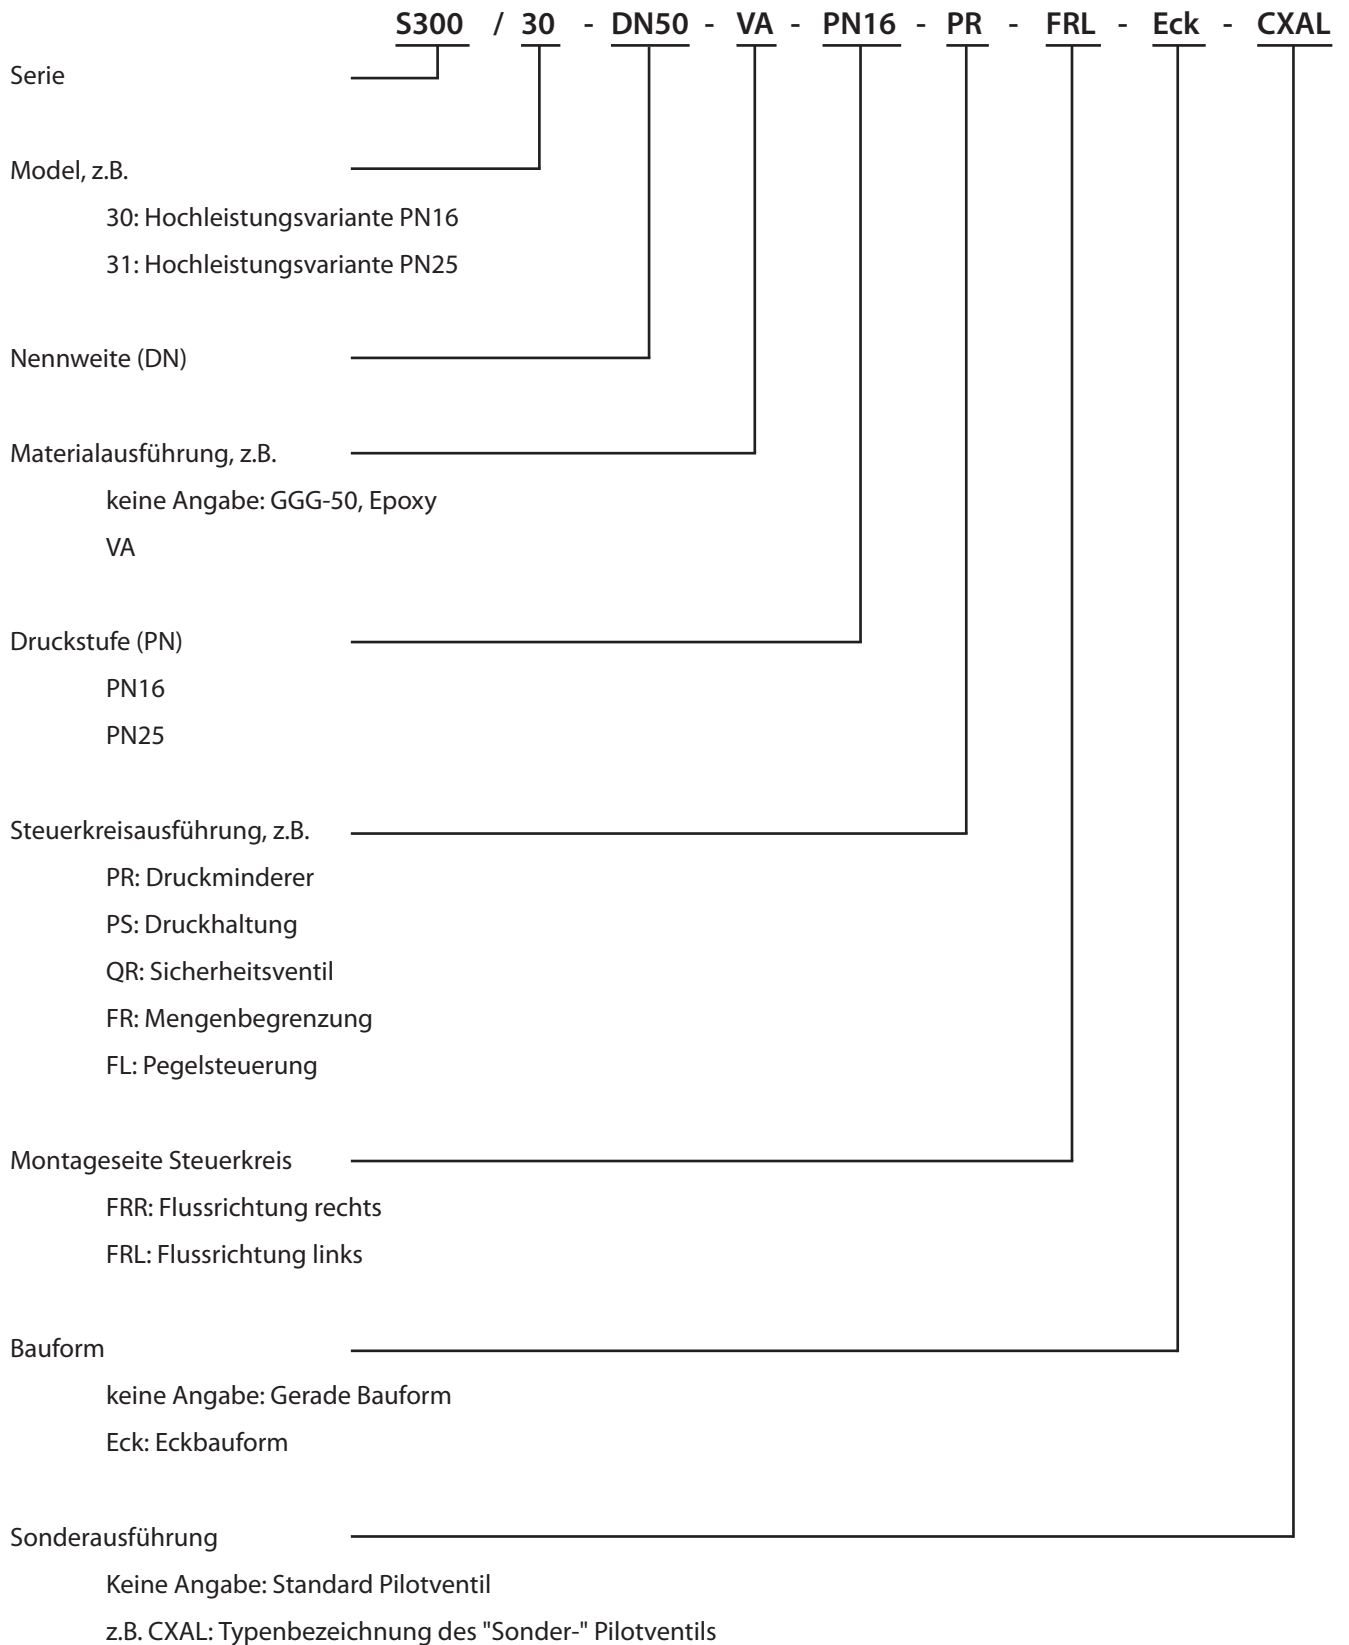 S300 / 30 - DN50 - VA - PN16 - PR - FRL - Eck - CXAL
Serie
Model, z.B.
30: Hochleistungsvariante PN16
31: Hochleistungsvariante PN25
Nennweite (DN)
Materialausführung, z.B.
keine Angabe: GGG-50, Epoxy
VA
Druckstufe (PN)
PN16
PN25
Steuerkreisausführung, z.B.
PR: Druckminderer
PS: Druckhaltung
QR: Sicherheitsventil
FR: Mengenbegrenzung
FL: Pegelsteuerung
Montageseite Steuerkreis
FRR: Flussrichtung rechts
FRL: Flussrichtung links
Bauform
keine Angabe: Gerade Bauform
Eck: Eckbauform
Sonderausführung
Keine Angabe: Standard Pilotventil
z.B. CXAL: Typenbezeichnung des "Sonder-" Pilotventils